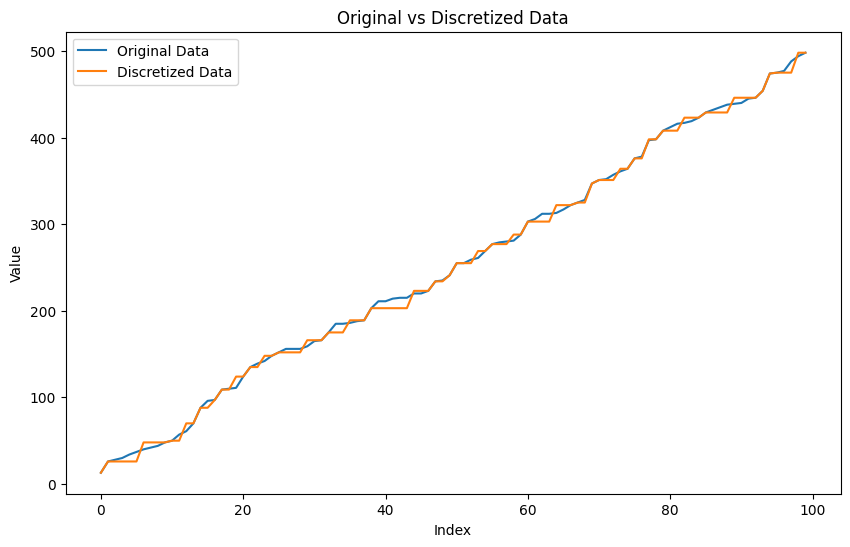 Original vs Discretized Data
Original Data
Discretized Data
500
400
300
200
100
0
Value
0 20 40 60 80 100
Index